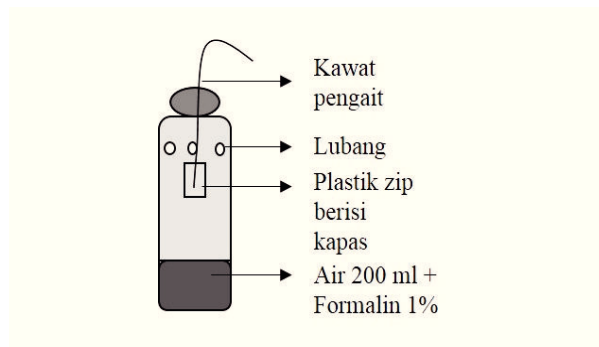 Kawat
pengait
Lubang
Plastik zip
berisi
kapas
Air 200 ml +
Formalin 1%